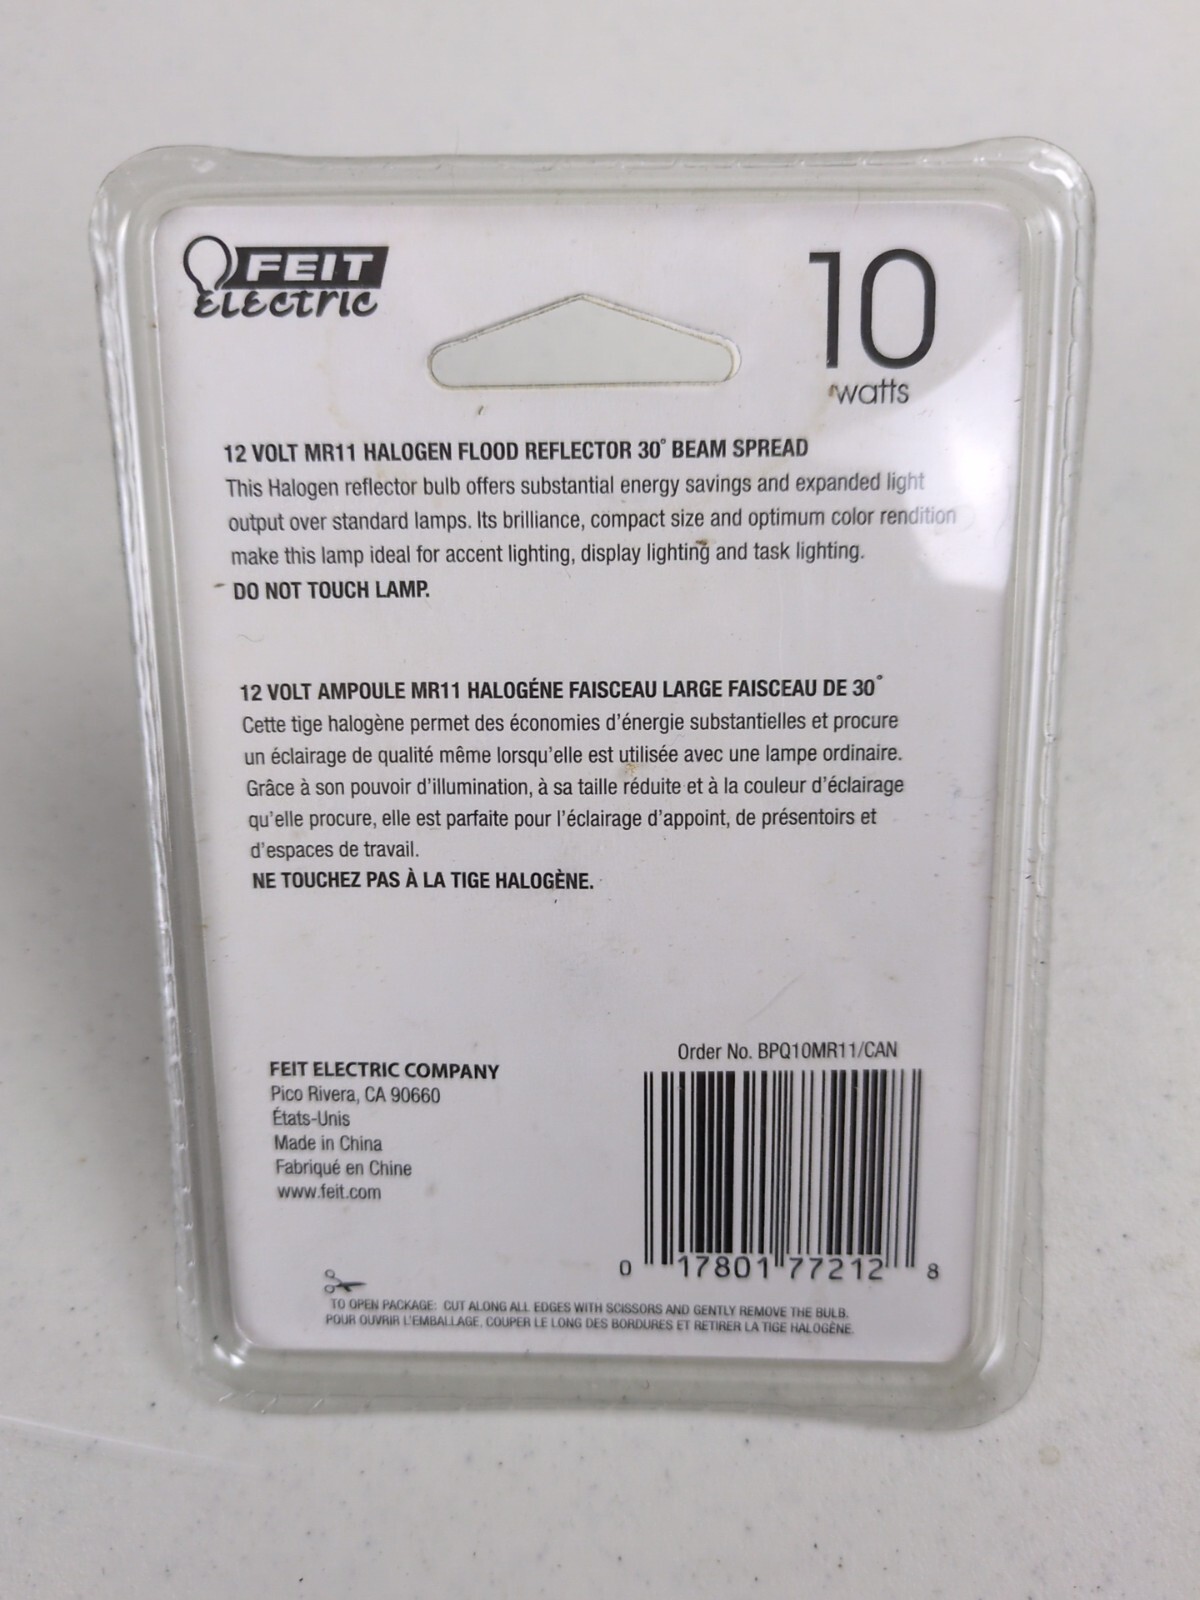 FEIT
ELECTRIC
10
watts
12 VOLT MR11 HALOGEN FLOOD REFLECTOR 30° BEAM SPREAD
This Halogen reflector bulb offers substantial energy savings and expanded light
output over standard lamps. Its brilliance, compact size and optimum color rendition
make this lamp ideal for accent lighting, display lighting and task lighting.
DO NOT TOUCH LAMP.
12 VOLT AMPOULE MR11 HALOGÉNE FAISCEAU LARGE FAISCEAU DE 30°
Cette tige halogène permet des économies d'énergie substantielles et procure
un éclairage de qualité même lorsqu'elle est utilisée avec une lampe ordinaire.
Grâce à son pouvoir d'illumination, à sa taille réduite et à la couleur d'éclairage
qu'elle procure, elle est parfaite pour l'éclairage d'appoint, de présentoirs et
d'espaces de travail.
NE TOUCHEZ PAS À LA TIGE HALOGÈNE.
FEIT ELECTRIC COMPANY
Pico Rivera, CA 90660
États-Unis
Made in China
Fabriqué en Chine
www.feit.com
Order No. BPQ10MR11/CAN
0 17801 77212 8
TO OPEN PACKAGE: CUT ALONG ALL EDGES WITH SCISSORS AND GENTLY REMOVE THE BULB.
POUR OUVRIR L'EMBALLAGE, COUPER LE LONG DES BORDURES ET RETIRER LA TIGE HALOGÈNE.